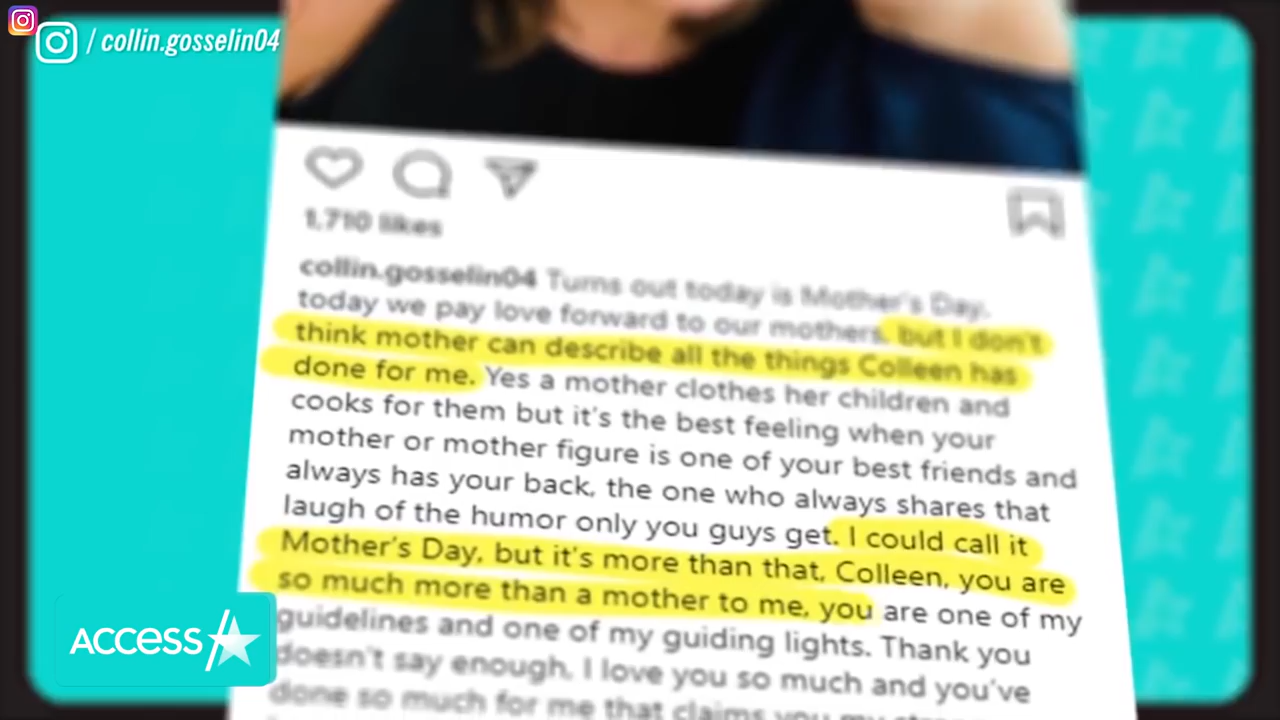 / collin.gosselin04
1,710 likes
collin.gosselin04 Turns out today is Mother's Day,
today we pay love forward to our mothers, but I don't
think mother can describe all the things Colleen has
done for me. Yes a mother clothes her children and
cooks for them but it's the best feeling when your
mother or mother figure is one of your best friends and
always has your back, the one who always shares that
laugh of the humor only you guys get. I could call it
Mother's Day, but it's more than that, Colleen, you are
so much more than a mother to me, you are one of my
guidelines and one of my guiding lights. Thank you
doesn't say enough, I love you so much and you've
done so much for me that claims you my
access